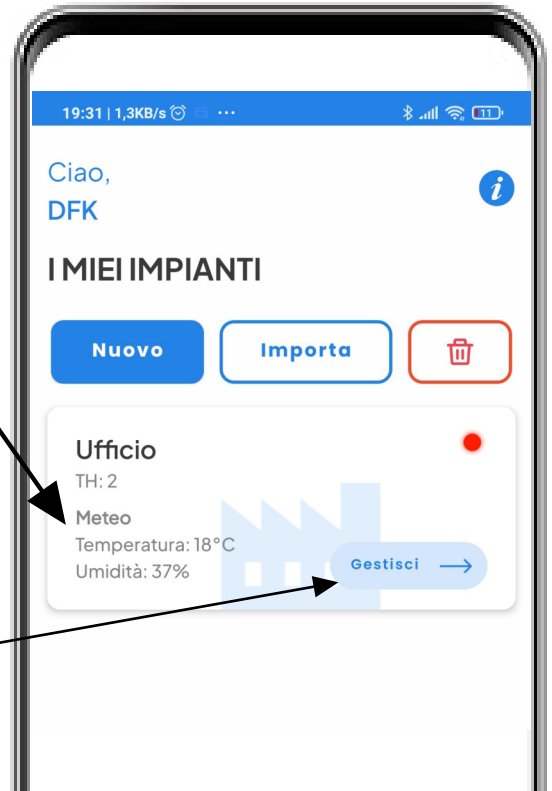 19:31 | 1,3KB/s ...
11
Ciao,
DFK
i
I MIEI IMPIANTI
Nuovo
Importa
Ufficio
TH: 2
Meteo
Temperatura: 18°C
Umidità: 37%
Gestisci